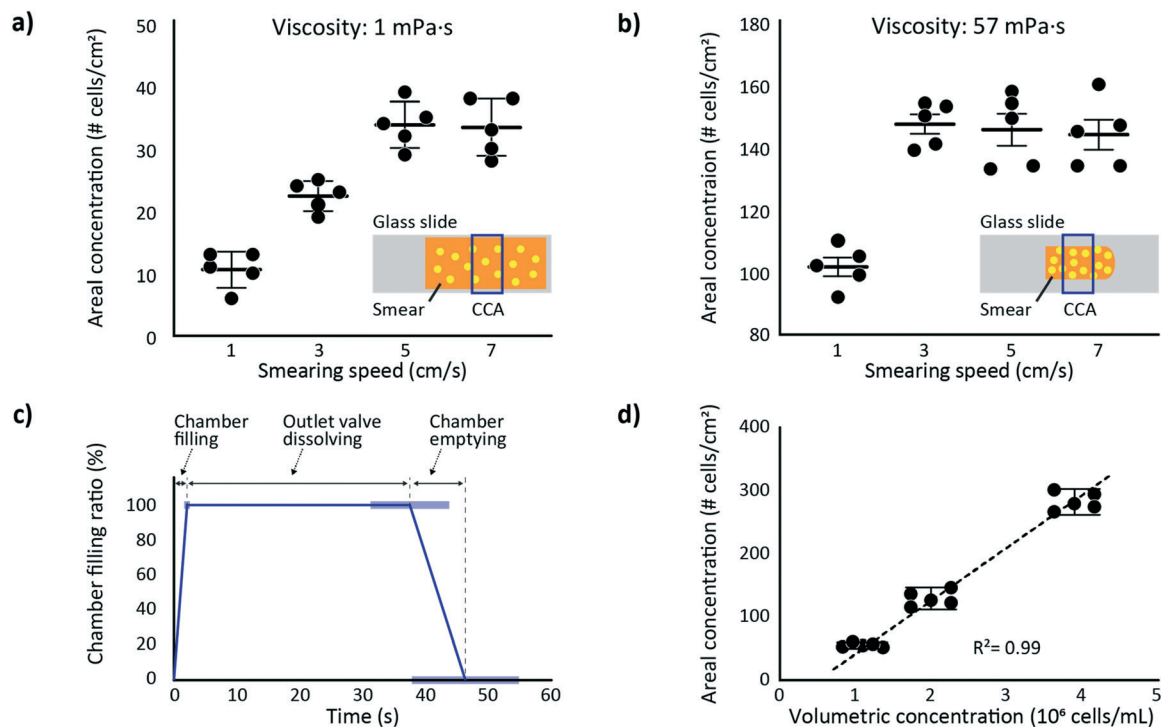 a)
Viscosity: 1 mPa·s
Areal concentration (# cells/cm²)
50
40
30
20
10
0
Glass slide
Smear
CCA
1 3 5 7
Smearing speed (cm/s)
b)
Viscosity: 57 mPa·s
Areal concentraion (# cells/cm²)
180
160
140
120
100
80
Glass slide
Smear
CCA
1 3 5 7
Smearing speed (cm/s)
c)
Chamber
filling
Outlet valve
dissolving
Chamber
emptying
Chamber filling ratio (%)
100
80
60
40
20
0
0 10 20 30 40 50 60
Time (s)
d)
Areal concentration (# cells/cm²)
400
300
200
100
0
R²= 0.99
0 1 2 3 4 5
Volumetric concentration (10⁶ cells/mL)